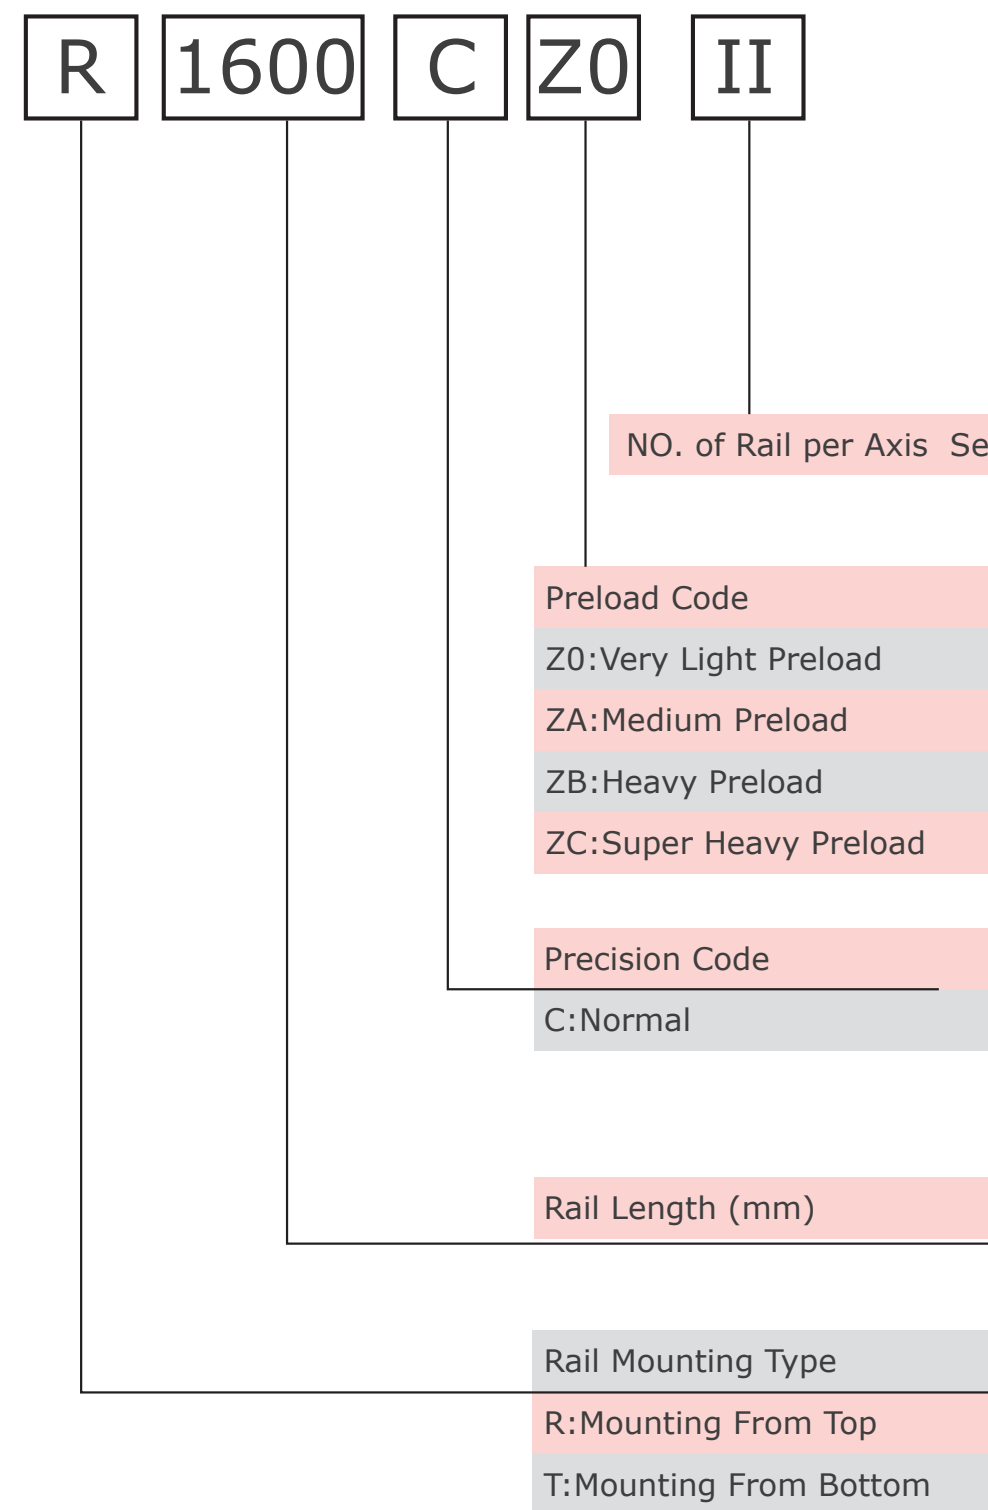 R 1600 C Z0 II
NO. of Rail per Axis Se
Preload Code
Z0:Very Light Preload
ZA:Medium Preload
ZB:Heavy Preload
ZC:Super Heavy Preload
Precision Code
C:Normal
Rail Length (mm)
Rail Mounting Type
R:Mounting From Top
T:Mounting From Bottom